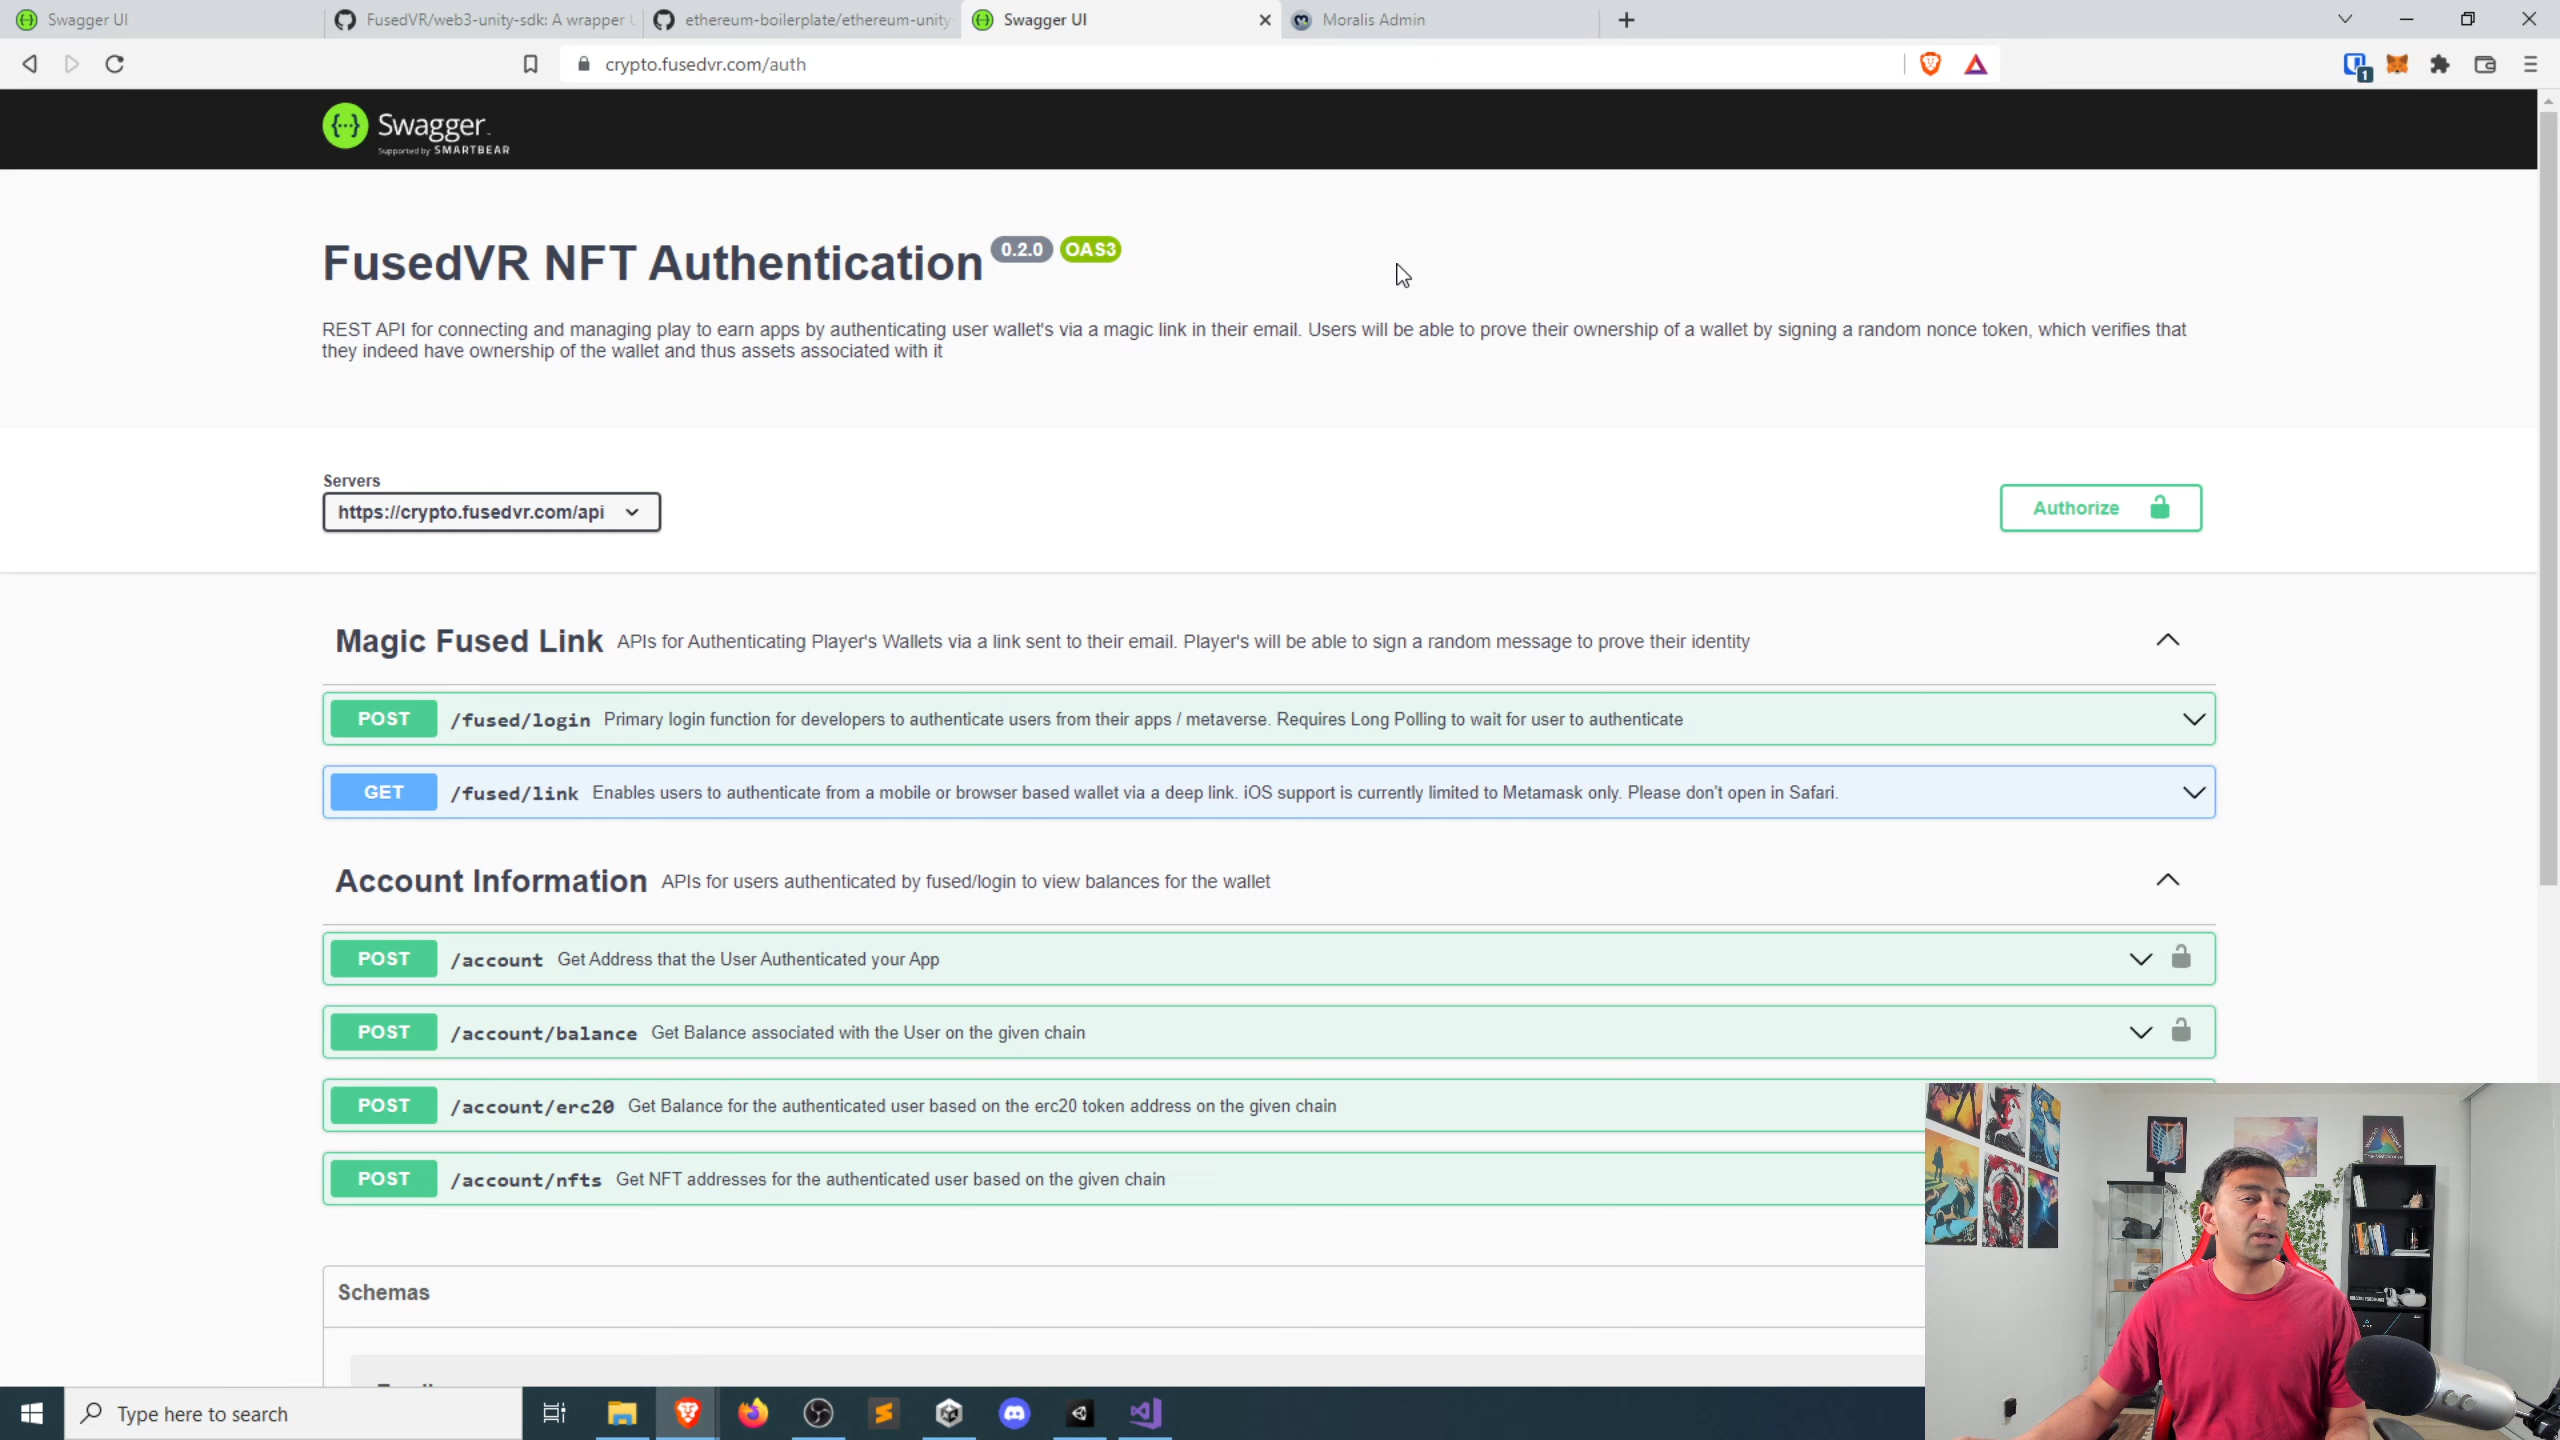 Swagger UI
FusedVR/web3-unity-sdk: A wrapper U
ethereum-boilerplate/ethereum-unity
Swagger UI
Moralis Admin
crypto.fusedvr.com/auth
1
Swagger
Supported by SMARTBEAR
FusedVR NFT Authentication 0.2.0 OAS3
REST API for connecting and managing play to earn apps by authenticating user wallet's via a magic link in their email. Users will be able to prove their ownership of a wallet by signing a random nonce token, which verifies that
they indeed have ownership of the wallet and thus assets associated with it
Servers
https://crypto.fusedvr.com/api
Authorize
Magic Fused Link APIs for Authenticating Player's Wallets via a link sent to their email. Player's will be able to sign a random message to prove their identity
POST /fused/login Primary login function for developers to authenticate users from their apps / metaverse. Requires Long Polling to wait for user to authenticate
GET /fused/link Enables users to authenticate from a mobile or browser based wallet via a deep link. iOS support is currently limited to Metamask only. Please don't open in Safari.
Account Information APIs for users authenticated by fused/login to view balances for the wallet
POST /account Get Address that the User Authenticated your App
POST /account/balance Get Balance associated with the User on the given chain
POST /account/erc20 Get Balance for the authenticated user based on the erc20 token address on the given chain
POST /account/nfts Get NFT addresses for the authenticated user based on the given chain
Schemas
Type here to search